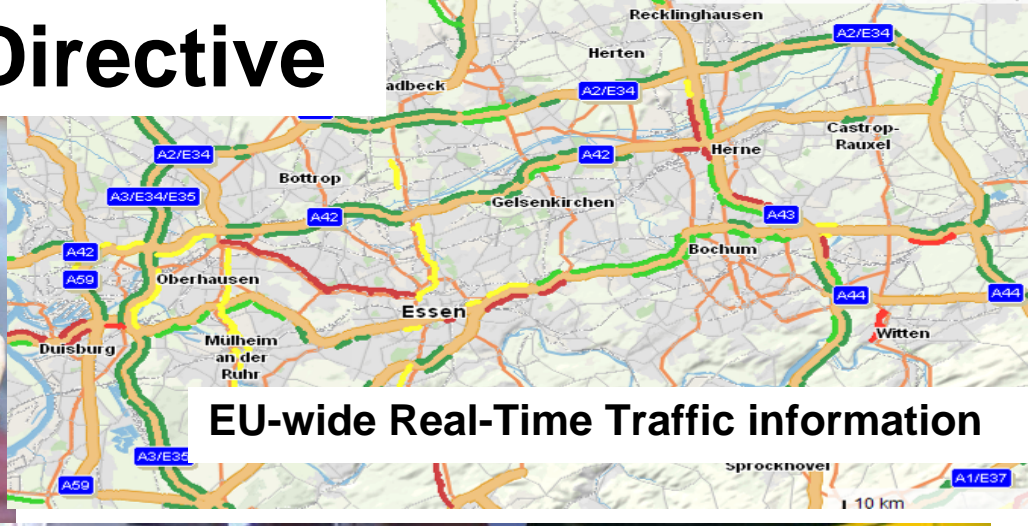 Directive
Recklinghausen
A2/E34
Herten
A2/E34
Castrop-
Rauxel
A2/E34
A42
Herne
Bottrop
A3/E34/E35
Gelsenkirchen
A42
A43
A42
Bochum
A59
Oberhausen
A44
A44
Essen
Duisburg
Mülheim
an der
Ruhr
Witten
EU-wide Real-Time Traffic information
A3/E35
Sprockhövel
A59
A1/E37
10 km